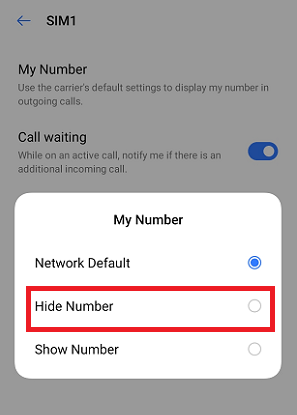 SIM1
My Number
Use the carrier's default settings to display my number in
outgoing calls.
Call waiting
While on an active call, notify me if there is an
additional incoming call.
My Number
Network Default
Hide Number
Show Number